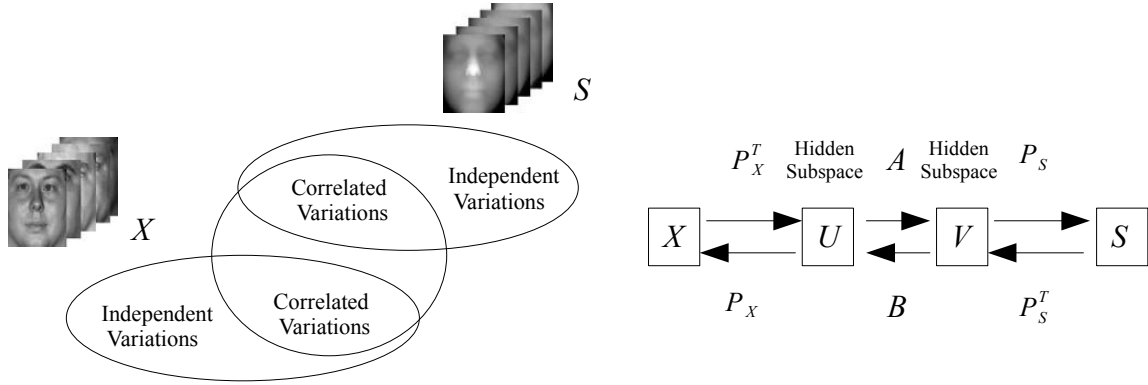 S
X
Correlated
Variations
Independent
Variations
Independent
Variations
Correlated
Variations
P_X^T Hidden Subspace A Hidden Subspace P_S
X U V S
P_X B P_S^T